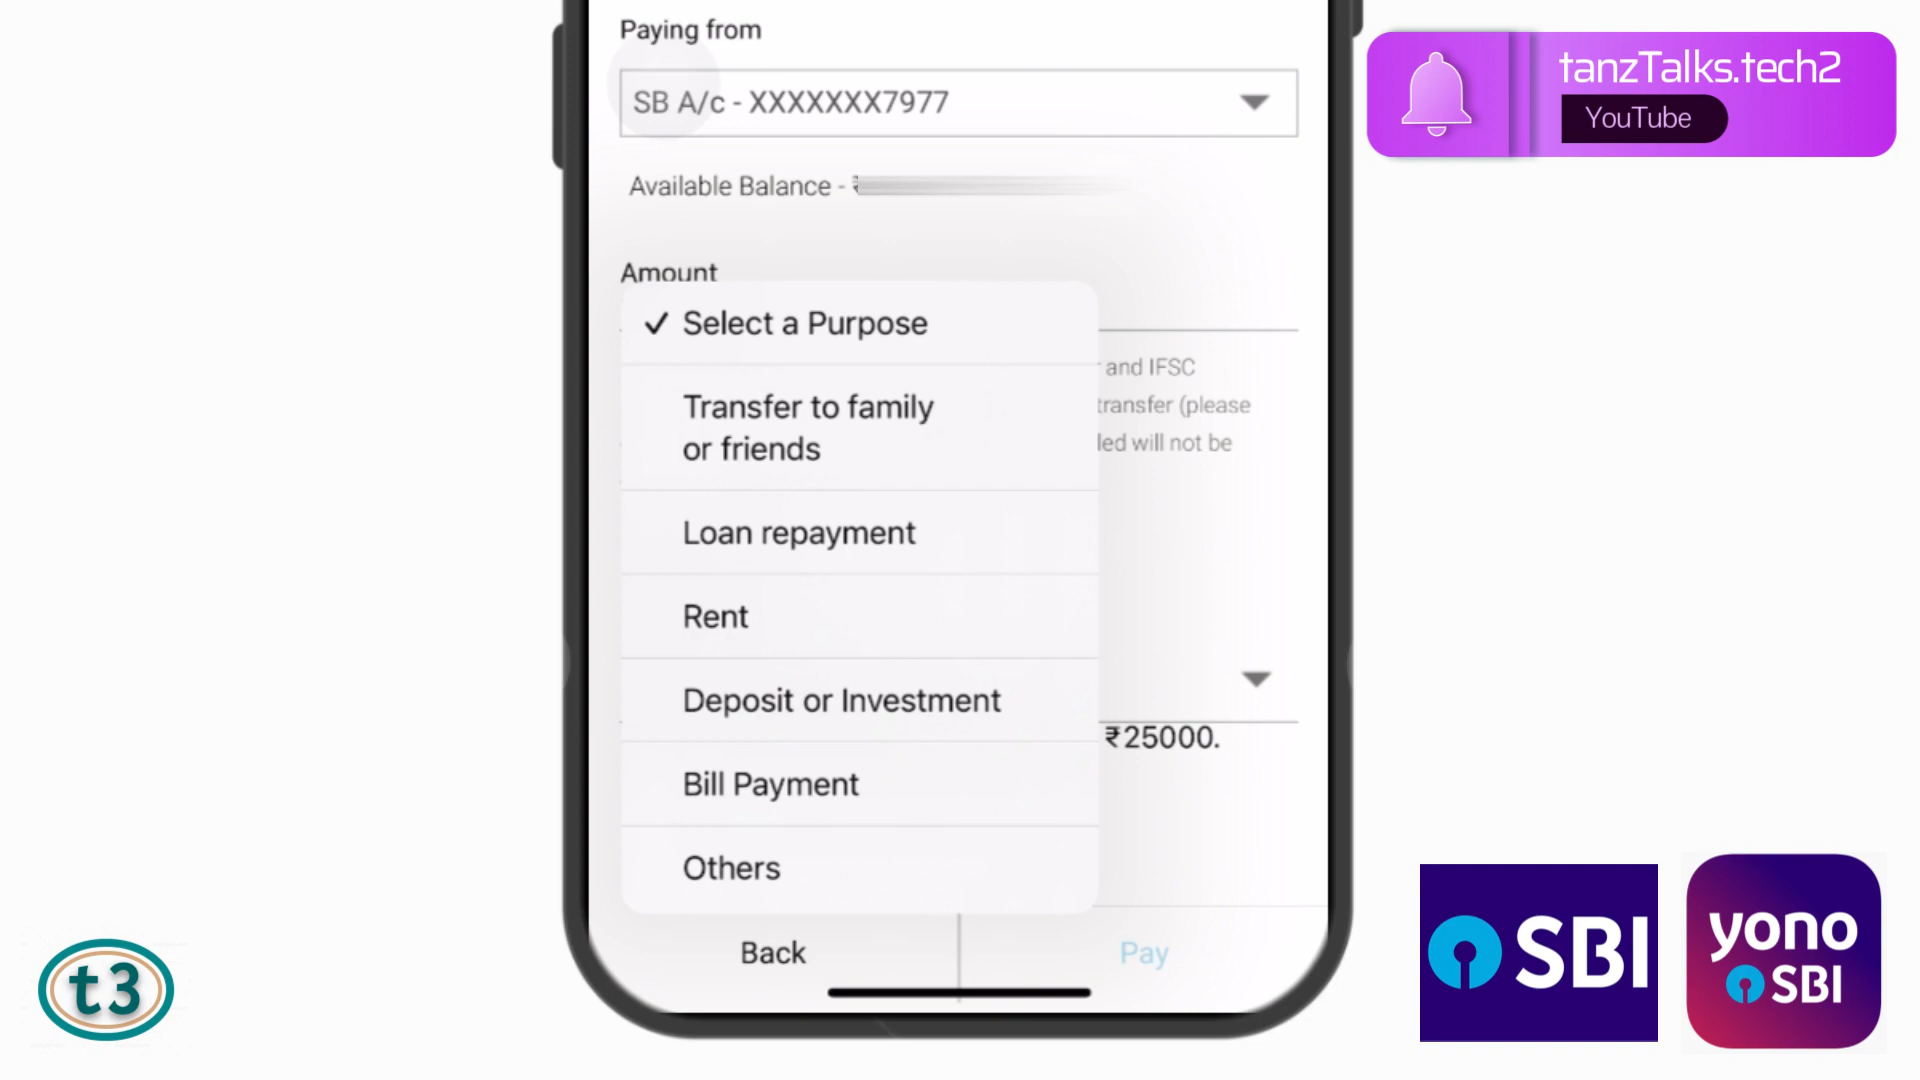 Paying from
SB A/c - XXXXXXX7977
Available Balance - ₹
Amount
✓ Select a Purpose
Transfer to family
or friends
Loan repayment
Rent
Deposit or Investment
Bill Payment
Others
and IFSC
transfer (please
will not be
₹25000.
Back
Pay
tanzTalks.tech2
YouTube
t3
SBI
yono
SBI